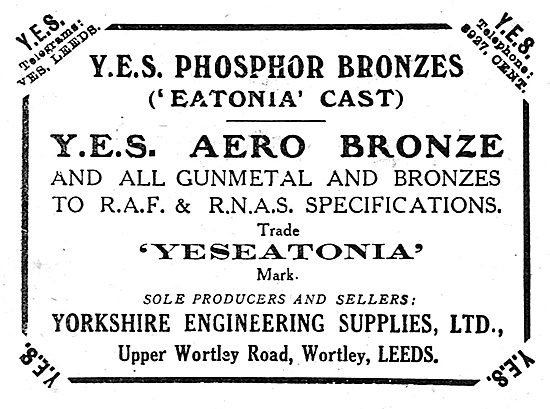 Y.E.S.
Telegrams:
YES, LEEDS.
Y.E.S.
Telephone:
5927, CENT.
Y.E.S. PHOSPHOR BRONZES
('EATONIA' CAST)
Y.E.S. AERO BRONZE
AND ALL GUNMETAL AND BRONZES
TO R.A.F. & R.N.A.S. SPECIFICATIONS.
Trade
'YESEATONIA'
Mark.
SOLE PRODUCERS AND SELLERS:
YORKSHIRE ENGINEERING SUPPLIES, LTD.,
Upper Wortley Road, Wortley, LEEDS.
Y.E.S.
Y.E.S.